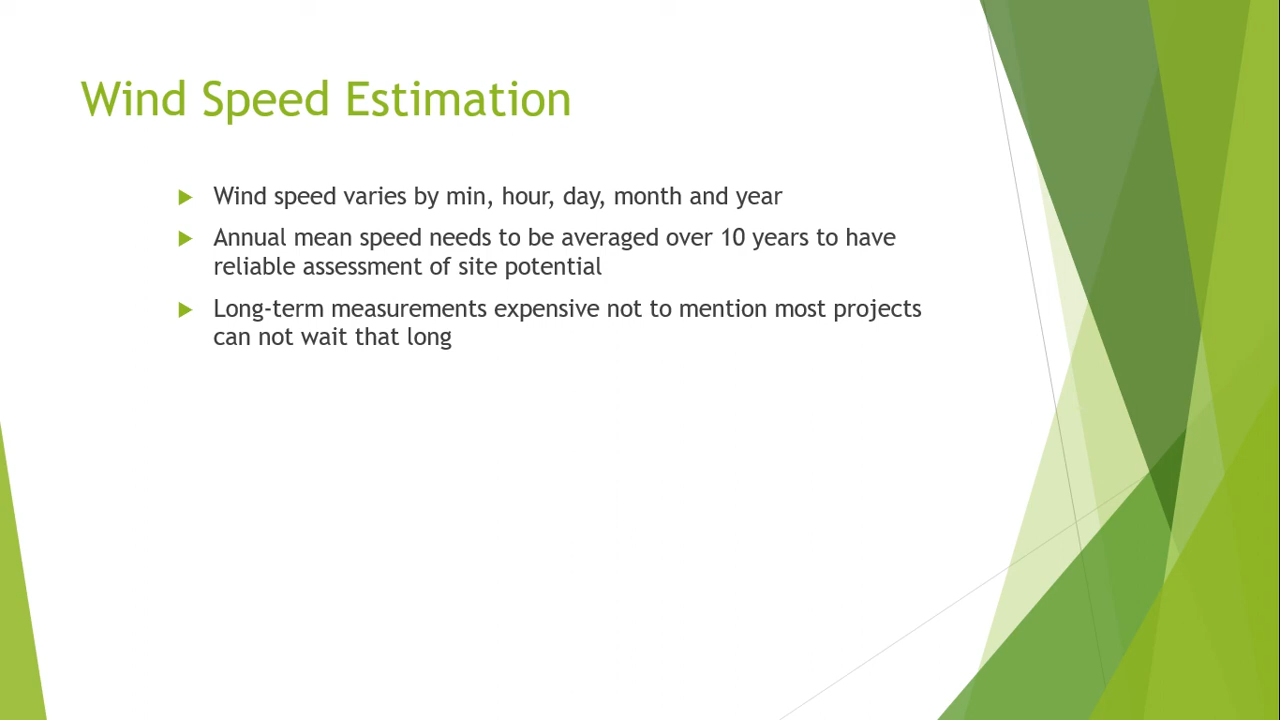 Wind Speed Estimation
Wind speed varies by min, hour, day, month and year
Annual mean speed needs to be averaged over 10 years to have
reliable assessment of site potential
Long-term measurements expensive not to mention most projects
can not wait that long